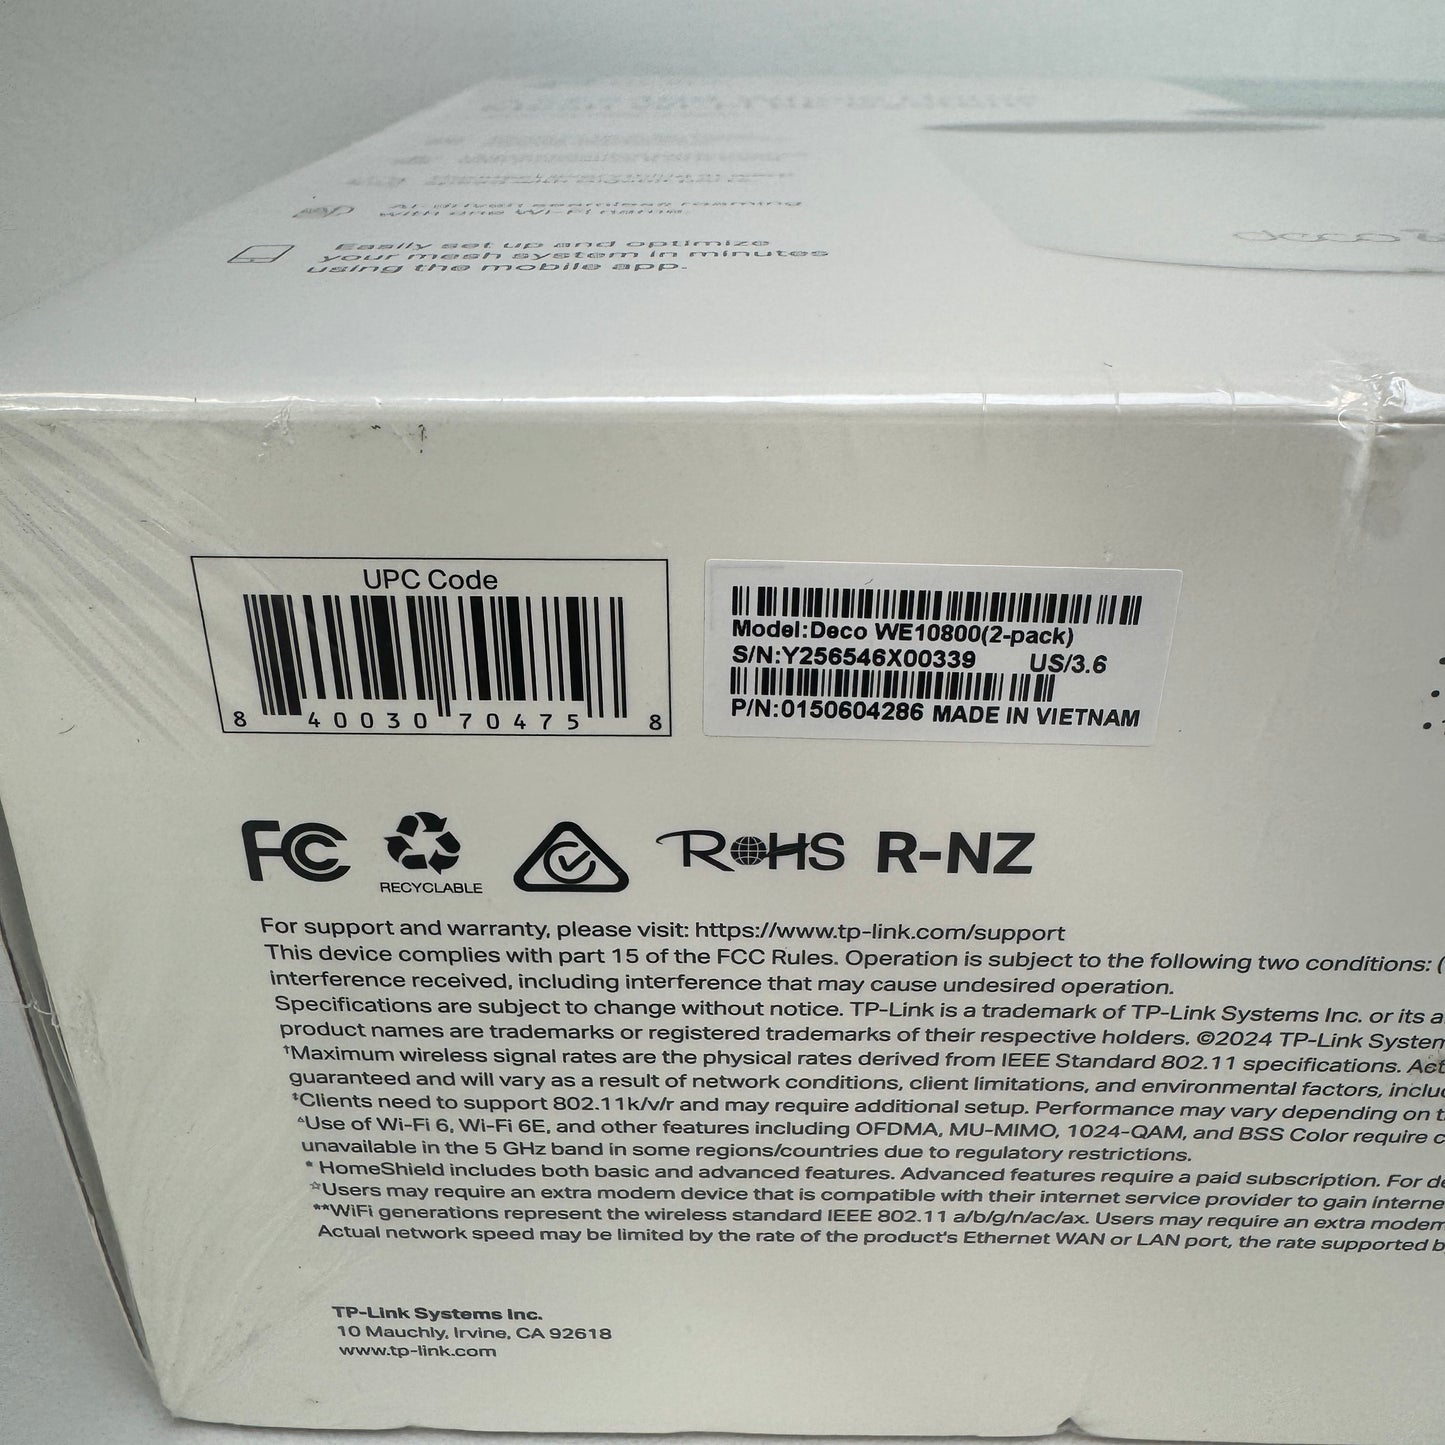 AI-driven seamless roaming
with one Wi-Fi name.
Easily set up and optimize
your mesh system in minutes
using the mobile app.
deco
UPC Code
8 40030 70475 8
Model:Deco WE10800(2-pack)
S/N:Y256546X00339 US/3.6
P/N:0150604286 MADE IN VIETNAM
FC
RECYCLABLE
RoHS
R-NZ
For support and warranty, please visit: https://www.tp-link.com/support
This device complies with part 15 of the FCC Rules. Operation is subject to the following two conditions: (
interference received, including interference that may cause undesired operation.
Specifications are subject to change without notice. TP-Link is a trademark of TP-Link Systems Inc. or its
product names are trademarks or registered trademarks of their respective holders. ©2024 TP-Link
†Maximum wireless signal rates are the physical rates derived from IEEE Standard 802.11 specifications.
guaranteed and will vary as a result of network conditions, client limitations, and environmental factors,
‡Clients need to support 802.11k/v/r and may require additional setup. Performance may vary depending on
△Use of Wi-Fi 6, Wi-Fi 6E, and other features including OFDMA, MU-MIMO, 1024-QAM, and BSS Color require
unavailable in the 5 GHz band in some regions/countries due to regulatory restrictions.
* HomeShield includes both basic and advanced features. Advanced features require a paid subscription. For
☆Users may require an extra modem device that is compatible with their internet service provider to gain
**WiFi generations represent the wireless standard IEEE 802.11 a/b/g/n/ac/ax. Users may require an extra modem
Actual network speed may be limited by the rate of the product's Ethernet WAN or LAN port, the rate supported
TP-Link Systems Inc.
10 Mauchly, Irvine, CA 92618
www.tp-link.com